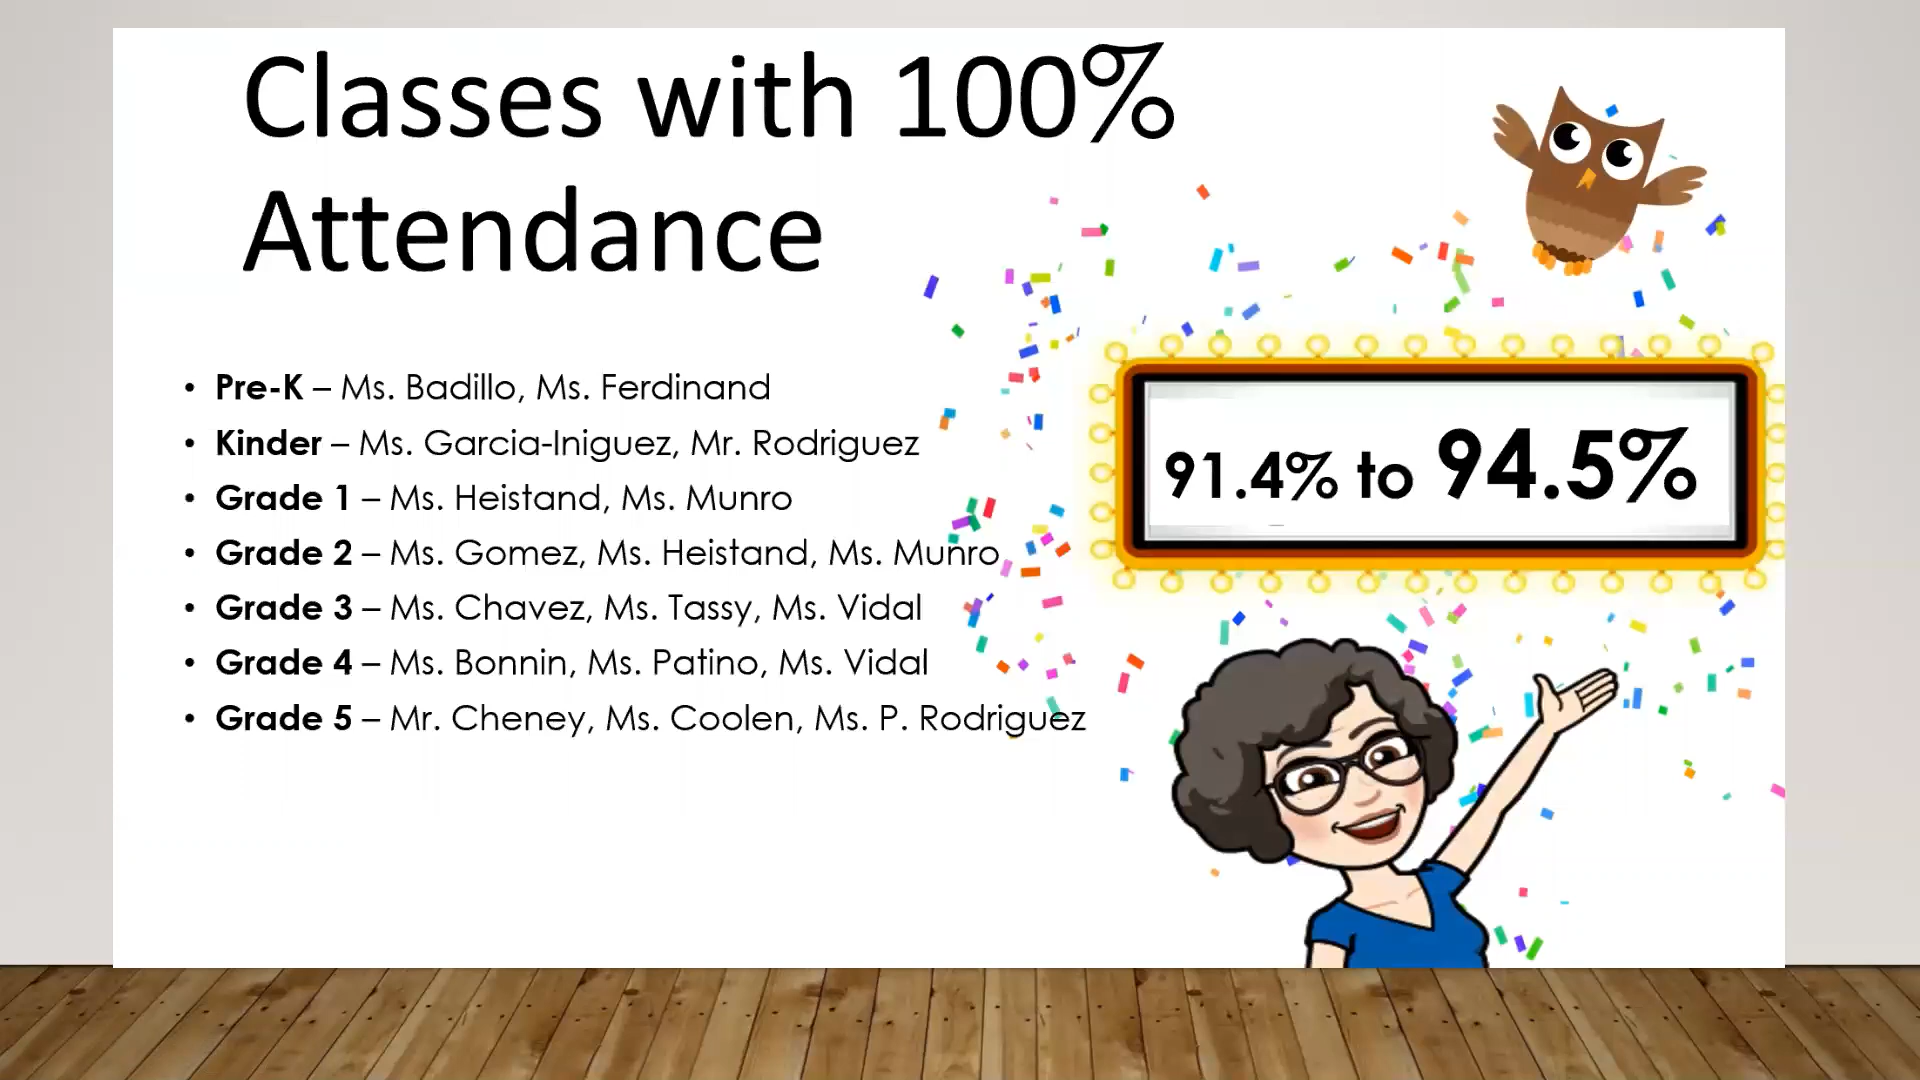 Classes with 100%
Attendance
• Pre-K – Ms. Badillo, Ms. Ferdinand
• Kinder – Ms. Garcia-Iniguez, Mr. Rodriguez
• Grade 1 – Ms. Heistand, Ms. Munro
• Grade 2 – Ms. Gomez, Ms. Heistand, Ms. Munro
• Grade 3 – Ms. Chavez, Ms. Tassy, Ms. Vidal
• Grade 4 – Ms. Bonnin, Ms. Patino, Ms. Vidal
• Grade 5 – Mr. Cheney, Ms. Coolen, Ms. P. Rodriguez
91.4% to 94.5%